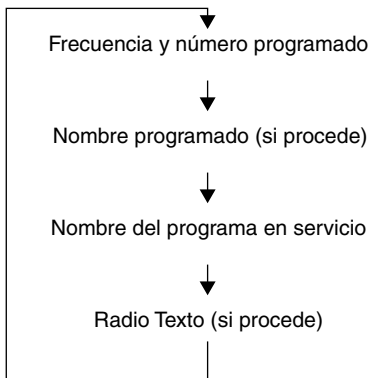 Frecuencia y número programado
Nombre programado (si procede)
Nombre del programa en servicio
Radio Texto (si procede)